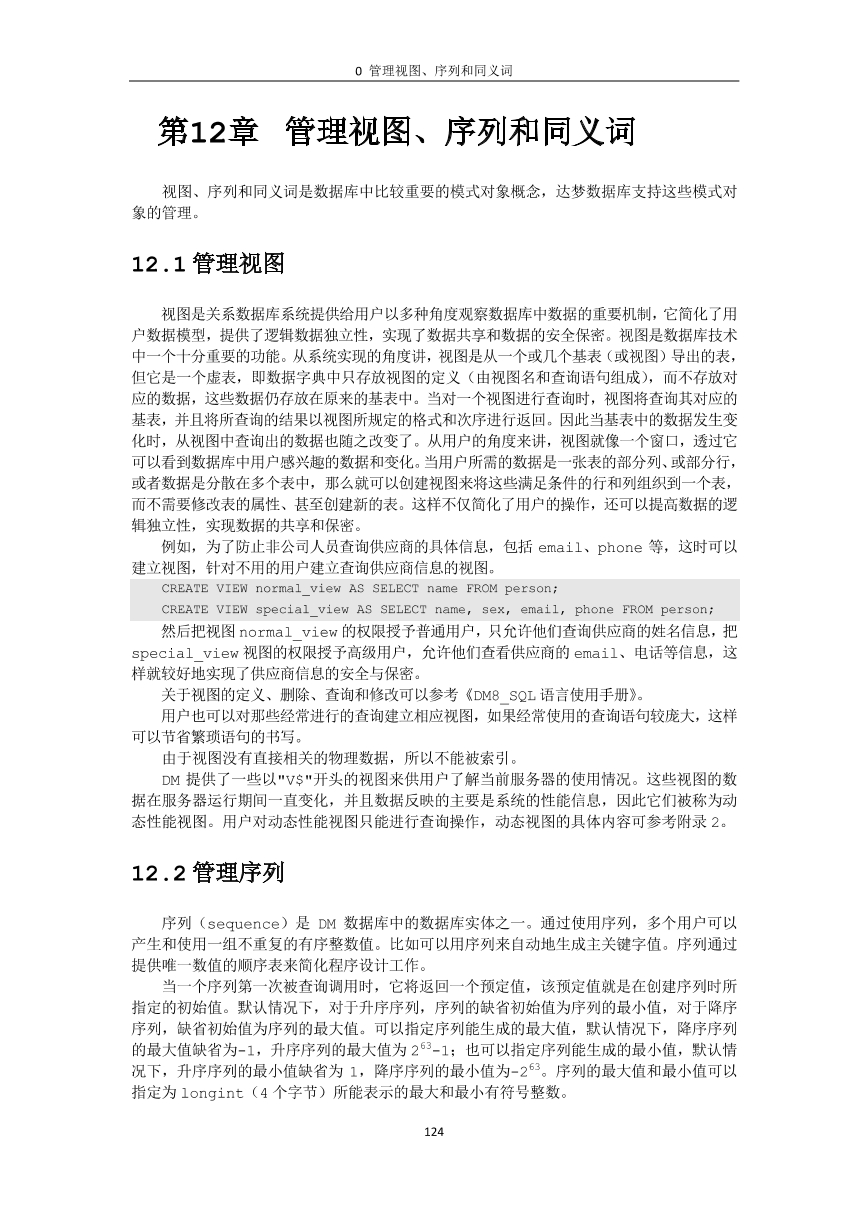 0 管理视图、序列和同义词
第12章 管理视图、序列和同义词
视图、序列和同义词是数据库中比较重要的模式对象概念，达梦数据库支持这些模式对
象的管理。
12.1 管理视图
视图是关系数据库系统提供给用户以多种角度观察数据库中数据的重要机制，它简化了用
户数据模型，提供了逻辑数据独立性，实现了数据共享和数据的安全保密。视图是数据库技术
中一个十分重要的功能。从系统实现的角度讲，视图是从一个或几个基表（或视图）导出的表，
但它是一个虚表，即数据字典中只存放视图的定义（由视图名和查询语句组成），而不存放对
应的数据，这些数据仍存放在原来的基表中。当对一个视图进行查询时，视图将查询其对应的
基表，并且将所查询的结果以视图所规定的格式和次序进行返回。因此当基表中的数据发生变
化时，从视图中查询出的数据也随之改变了。从用户的角度来讲，视图就像一个窗口，透过它
可以看到数据库中用户感兴趣的数据和变化。当用户所需的数据是一张表的部分列、或部分行，
或者数据是分散在多个表中，那么就可以创建视图来将这些满足条件的行和列组织到一个表，
而不需要修改表的属性、甚至创建新的表。这样不仅简化了用户的操作，还可以提高数据的逻
辑独立性，实现数据的共享和保密。
例如，为了防止非公司人员查询供应商的具体信息，包括 email、phone 等，这时可以
建立视图，针对不用的用户建立查询供应商信息的视图。
CREATE VIEW normal_view AS SELECT name FROM person;
CREATE VIEW special_view AS SELECT name, sex, email, phone FROM person;
然后把视图 normal_view 的权限授予普通用户，只允许他们查询供应商的姓名信息，把
special_view 视图的权限授予高级用户，允许他们查看供应商的 email、电话等信息，这
样就较好地实现了供应商信息的安全与保密。
关于视图的定义、删除、查询和修改可以参考《DM8_SQL 语言使用手册》。
用户也可以对那些经常进行的查询建立相应视图，如果经常使用的查询语句较庞大，这样
可以节省繁琐语句的书写。
由于视图没有直接相关的物理数据，所以不能被索引。
DM 提供了一些以"V$"开头的视图来供用户了解当前服务器的使用情况。这些视图的数
据在服务器运行期间一直变化，并且数据反映的主要是系统的性能信息，因此它们被称为动
态性能视图。用户对动态性能视图只能进行查询操作，动态视图的具体内容可参考附录 2。
12.2 管理序列
序列（sequence）是 DM 数据库中的数据库实体之一。通过使用序列，多个用户可以
产生和使用一组不重复的有序整数值。比如可以用序列来自动地生成主关键字值。序列通过
提供唯一数值的顺序表来简化程序设计工作。
当一个序列第一次被查询调用时，它将返回一个预定值，该预定值就是在创建序列时所
指定的初始值。默认情况下，对于升序序列，序列的缺省初始值为序列的最小值，对于降序
序列，缺省初始值为序列的最大值。可以指定序列能生成的最大值，默认情况下，降序序列
的最大值缺省为-1，升序序列的最大值为 2⁶³-1；也可以指定序列能生成的最小值，默认情
况下，升序序列的最小值缺省为 1，降序序列的最小值为-2⁶³。序列的最大值和最小值可以
指定为 longint（4 个字节）所能表示的最大和最小有符号整数。
124